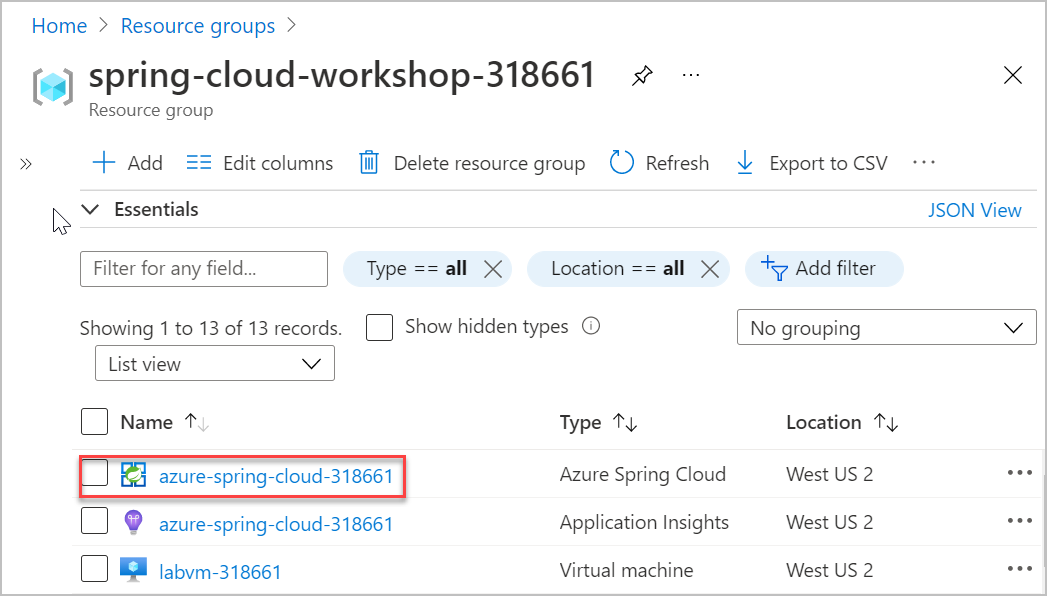 Home > Resource groups >
spring-cloud-workshop-318661 ...
Resource group
Add Edit columns Delete resource group Refresh Export to CSV ...
Essentials JSON View
Filter for any field... Type == all Location == all Add filter
Showing 1 to 13 of 13 records. Show hidden types No grouping
List view
Name Type Location
azure-spring-cloud-318661 Azure Spring Cloud West US 2 ...
azure-spring-cloud-318661 Application Insights West US 2 ...
labvm-318661 Virtual machine West US 2 ...